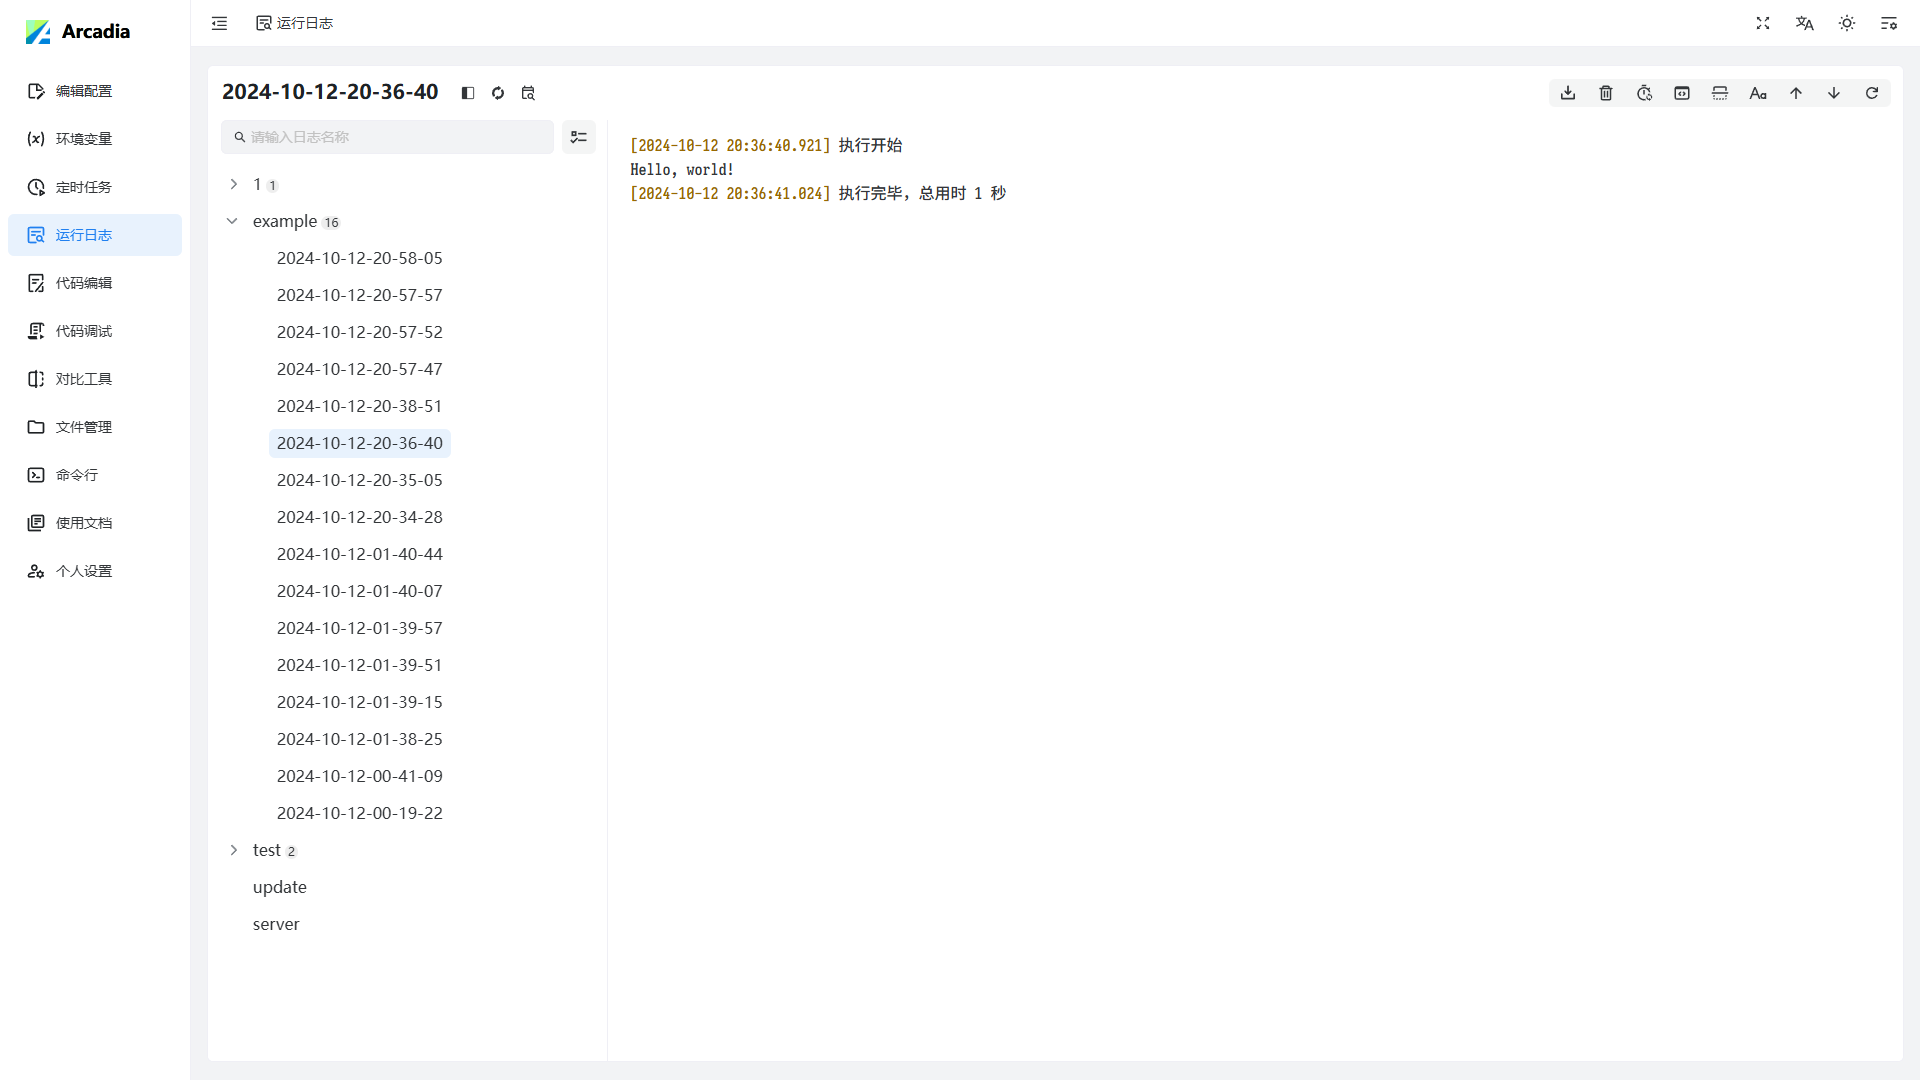 Arcadia
编辑配置
环境变量
定时任务
运行日志
代码编辑
代码调试
对比工具
文件管理
命令行
使用文档
个人设置
运行日志
2024-10-12-20-36-40
请输入日志名称
1 1
example 16
2024-10-12-20-58-05
2024-10-12-20-57-57
2024-10-12-20-57-52
2024-10-12-20-57-47
2024-10-12-20-38-51
2024-10-12-20-36-40
2024-10-12-20-35-05
2024-10-12-20-34-28
2024-10-12-01-40-44
2024-10-12-01-40-07
2024-10-12-01-39-57
2024-10-12-01-39-51
2024-10-12-01-39-15
2024-10-12-01-38-25
2024-10-12-00-41-09
2024-10-12-00-19-22
test 2
update
server
[2024-10-12 20:36:40.921] 执行开始
Hello, world!
[2024-10-12 20:36:41.024] 执行完毕，总用时 1 秒